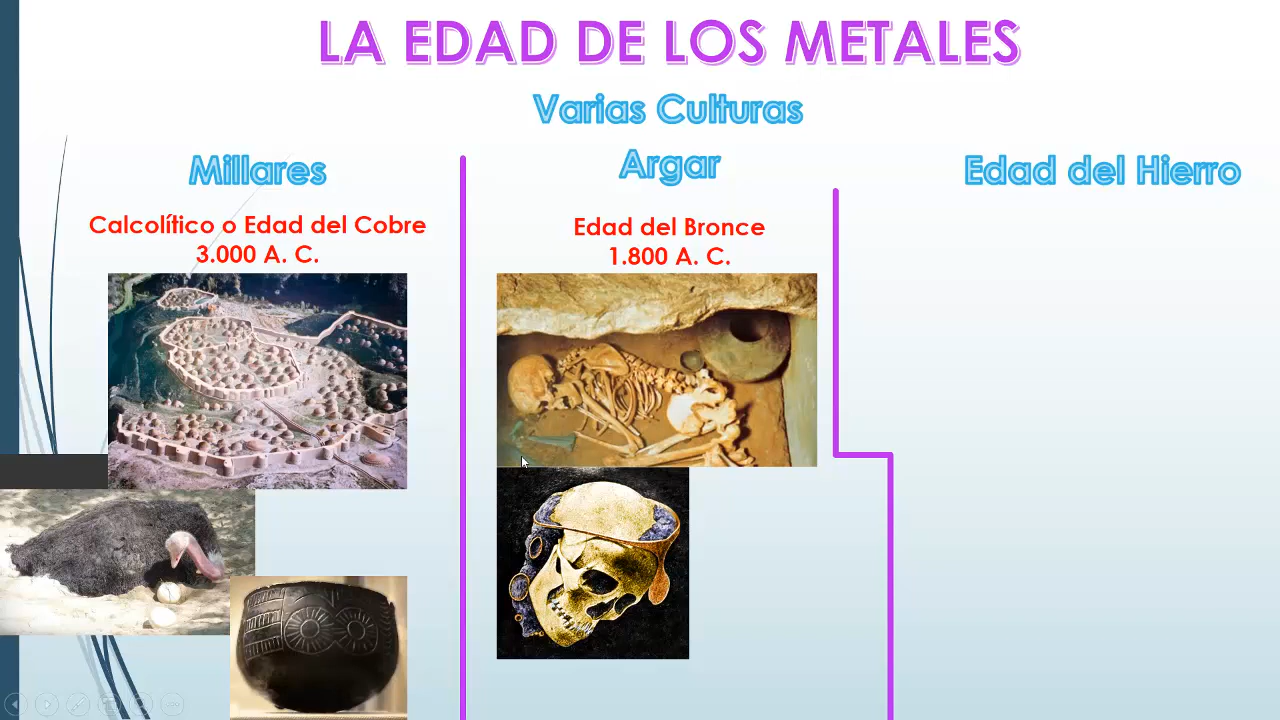 LA EDAD DE LOS METALES
Varias Culturas
Millares
Calcolítico o Edad del Cobre
3.000 A. C.
Argar
Edad del Bronce
1.800 A. C.
Edad del Hierro